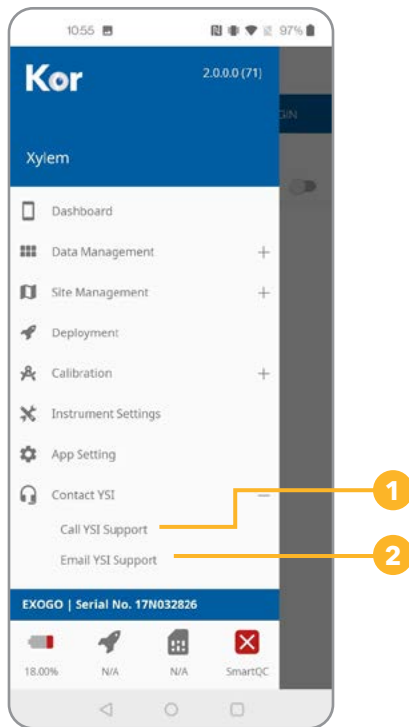 10:55 97%
Kor 2.0.0.0 (71)
GIN
Xylem
Dashboard
Data Management +
Site Management +
Deployment
Calibration +
Instrument Settings
App Setting
Contact YSI −
Call YSI Support
Email YSI Support
1
2
EXOGO | Serial No. 17N032826
18.00% N/A N/A SmartQC